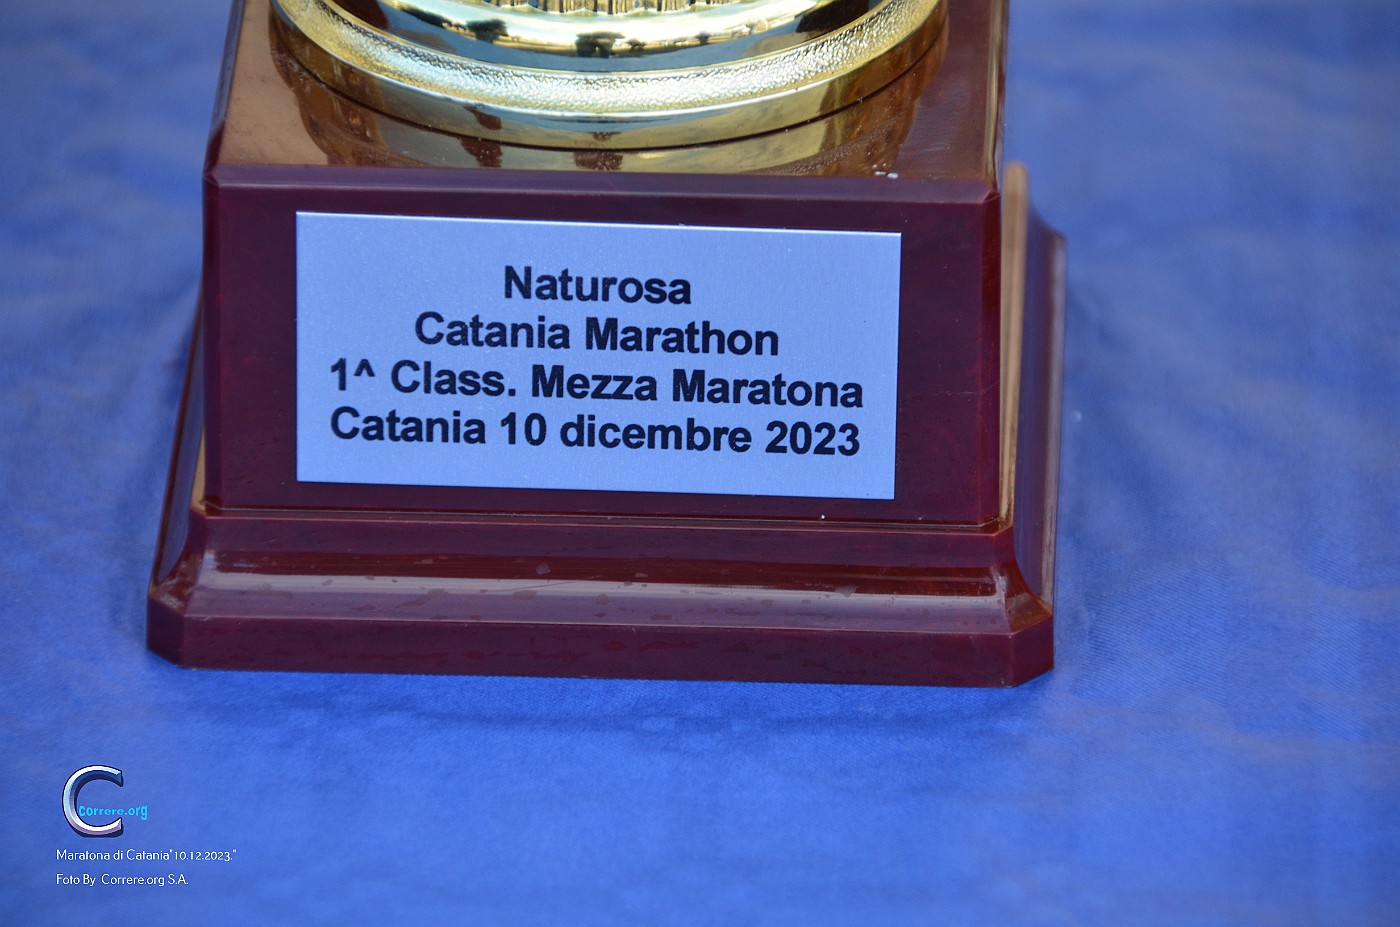 Naturosa
Catania Marathon
1^ Class. Mezza Maratona
Catania 10 dicembre 2023
Correre.org
Maratona di Catania"10.12.2023."
Foto By Correre.org S.A.